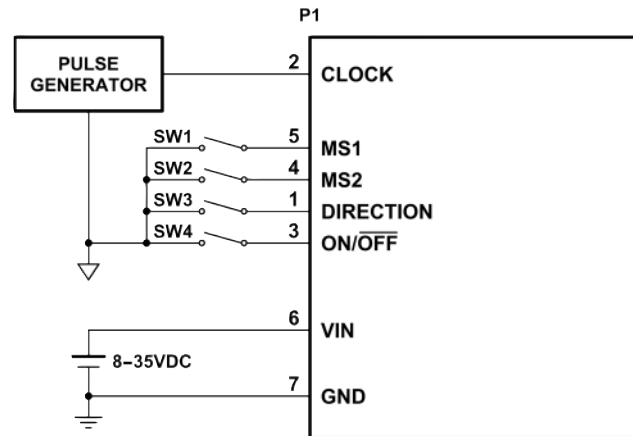 P1
PULSE
GENERATOR
2 CLOCK
SW1 5 MS1
SW2 4 MS2
SW3 1 DIRECTION
SW4 3 ON/OFF
6 VIN
8–35VDC
7 GND